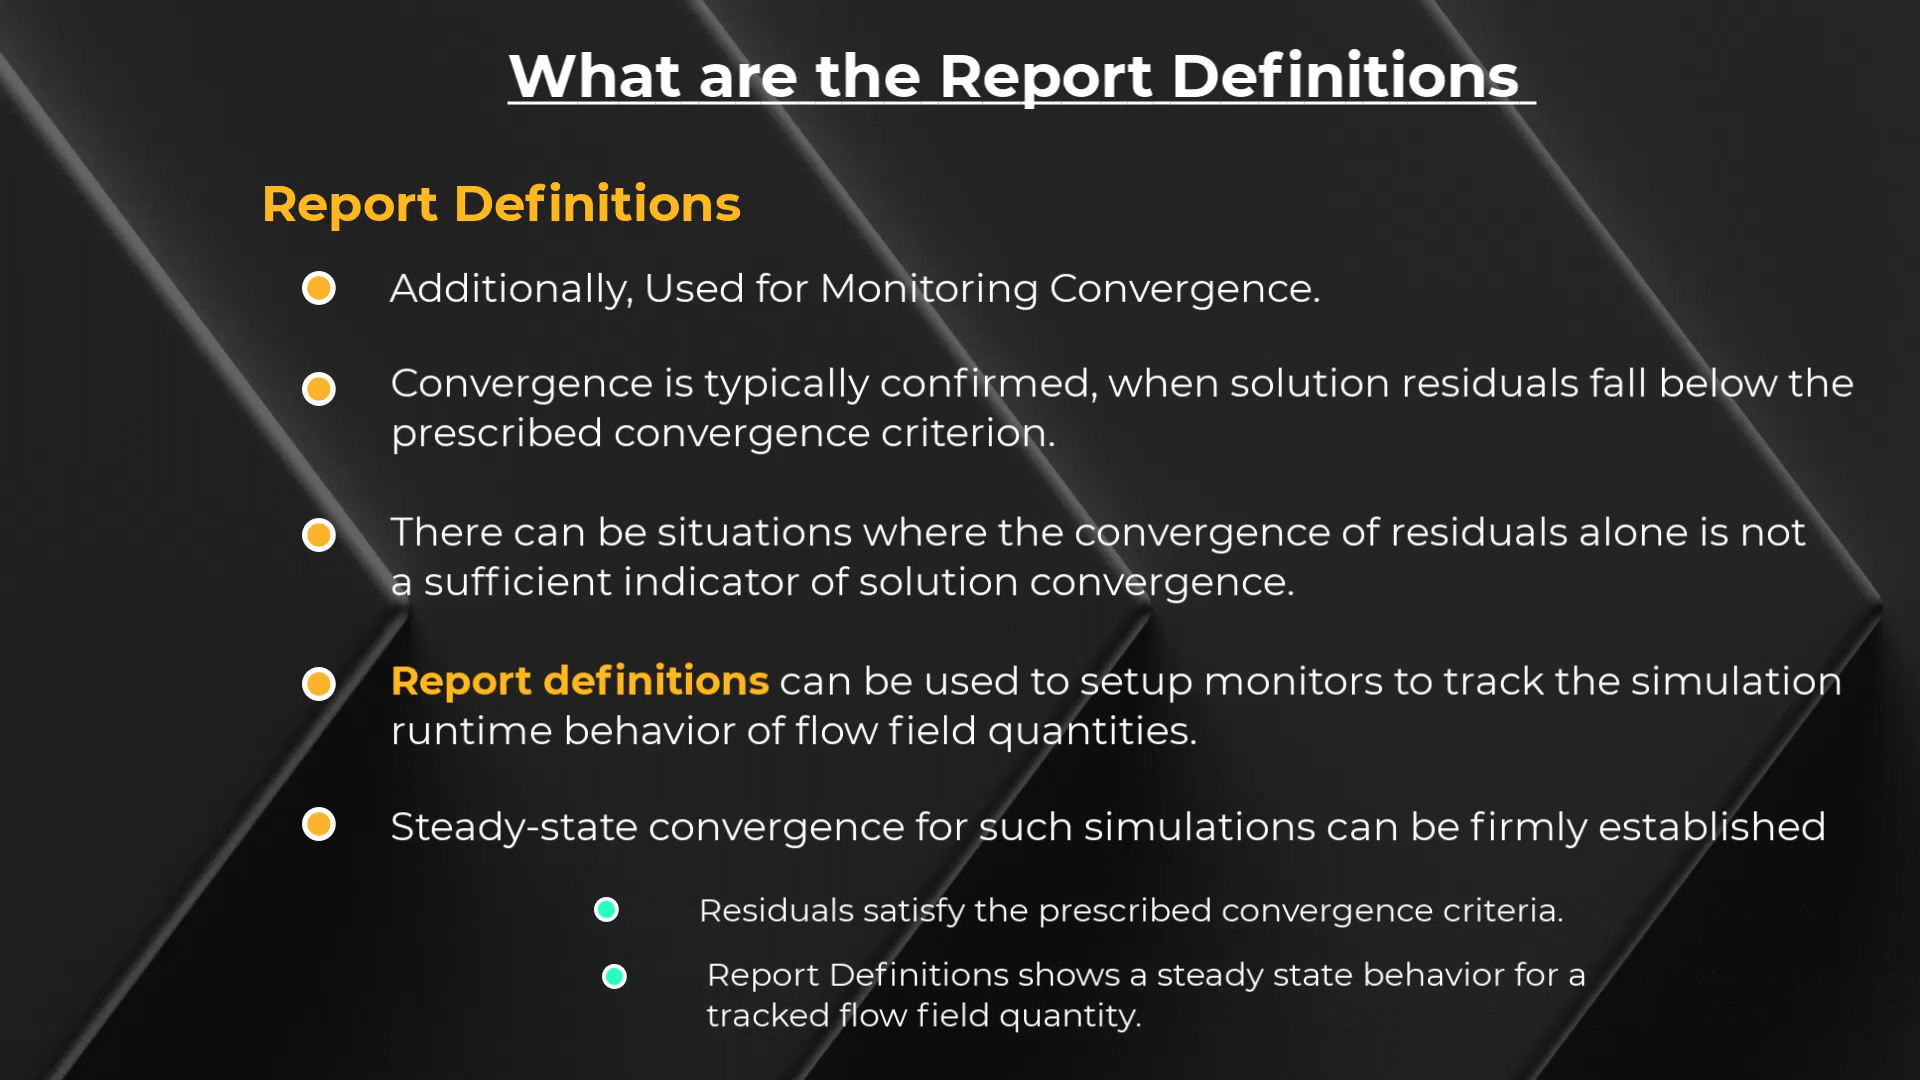 What are the Report Definitions
Report Definitions
Additionally, Used for Monitoring Convergence.
Convergence is typically confirmed, when solution residuals fall below the
prescribed convergence criterion.
There can be situations where the convergence of residuals alone is not
a sufficient indicator of solution convergence.
Report definitions can be used to setup monitors to track the simulation
runtime behavior of flow field quantities.
Steady-state convergence for such simulations can be firmly established
Residuals satisfy the prescribed convergence criteria.
Report Definitions shows a steady state behavior for a
tracked flow field quantity.